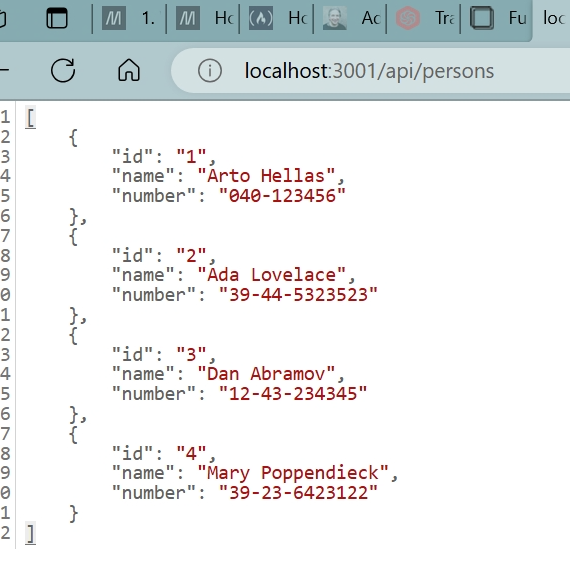 1. Ho Ho Ac Tra Fu loc
localhost:3001/api/persons
1 [
2 {
3 "id": "1",
4 "name": "Arto Hellas",
5 "number": "040-123456"
6 },
7 {
8 "id": "2",
9 "name": "Ada Lovelace",
0 "number": "39-44-5323523"
1 },
2 {
3 "id": "3",
4 "name": "Dan Abramov",
5 "number": "12-43-234345"
6 },
7 {
8 "id": "4",
9 "name": "Mary Poppendieck",
0 "number": "39-23-6423122"
1 }
2 ]